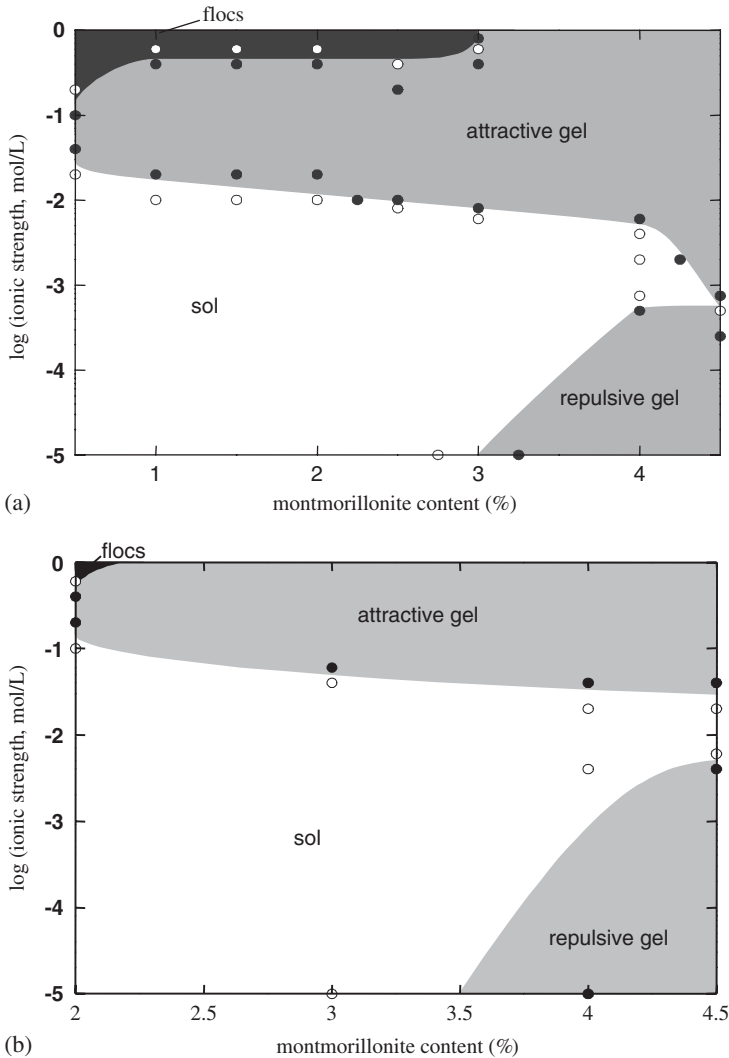 flocs
0
-1
-2
-3
-4
-5
log (ionic strength, mol/L)
attractive gel
sol
repulsive gel
1
2
3
4
(a)
montmorillonite content (%)
flocs
0
-1
-2
-3
-4
-5
log (ionic strength, mol/L)
attractive gel
sol
repulsive gel
2
2.5
3
3.5
4
4.5
(b)
montmorillonite content (%)